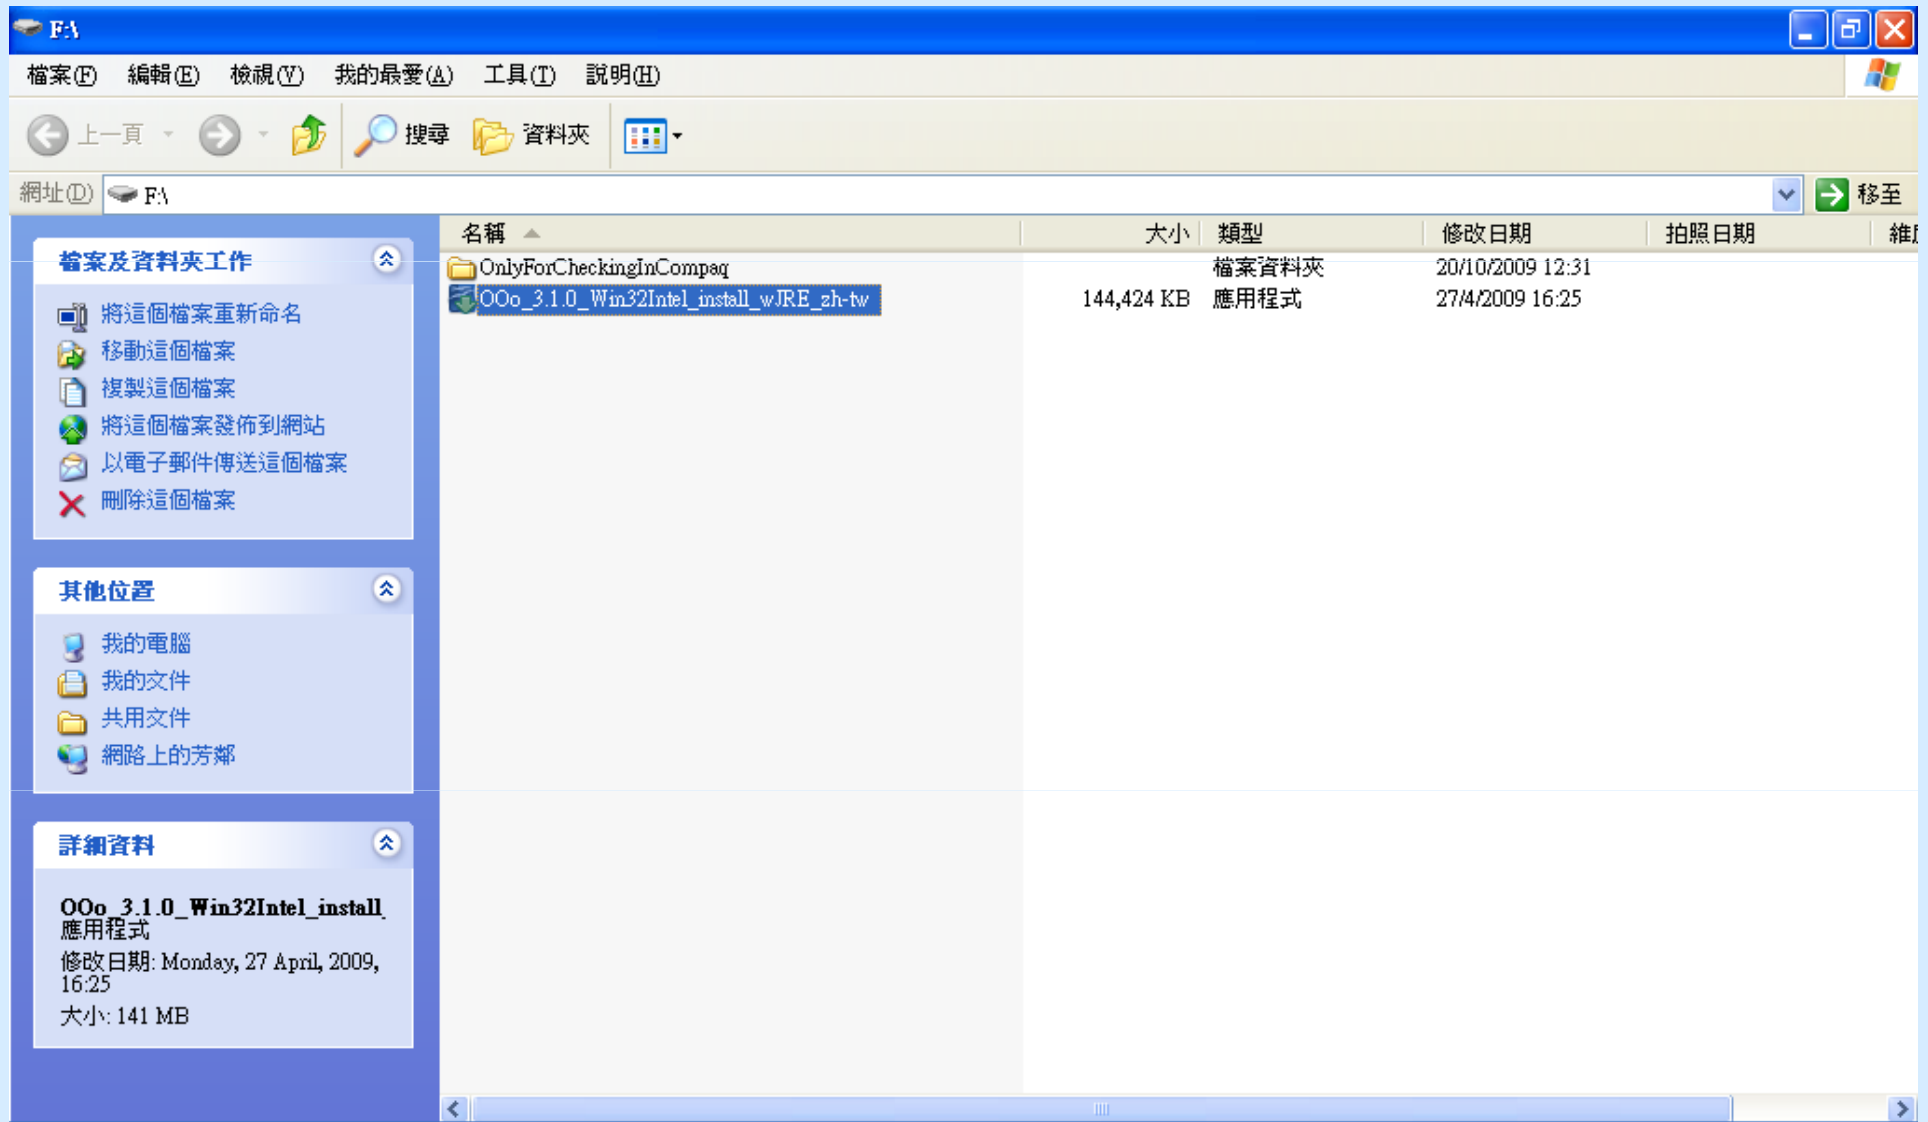 F:\
檔案(F) 編輯(E) 檢視(V) 我的最愛(A) 工具(T) 說明(H)
上一頁 搜尋 資料夾
網址(D) F:\ 移至
名稱 大小 類型 修改日期 拍照日期
OnlyForCheckingInCompaq 檔案資料夾 20/10/2009 12:31
OOo_3.1.0_Win32Intel_install_wJRE_zh-tw 144,424 KB 應用程式 27/4/2009 16:25
檔案及資料夾工作
將這個檔案重新命名
移動這個檔案
複製這個檔案
將這個檔案發佈到網站
以電子郵件傳送這個檔案
刪除這個檔案
其他位置
我的電腦
我的文件
共用文件
網路上的芳鄰
詳細資料
OOo_3.1.0_Win32Intel_install_
應用程式
修改日期: Monday, 27 April, 2009,
16:25
大小: 141 MB